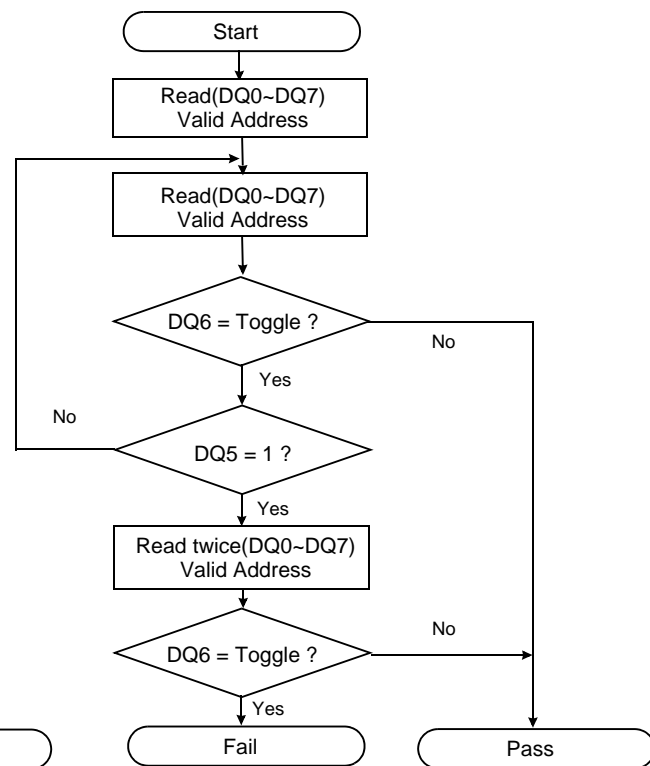 Start
Read(DQ0~DQ7)
Valid Address
Read(DQ0~DQ7)
Valid Address
DQ6 = Toggle ?
No
Yes
No
DQ5 = 1 ?
Yes
Read twice(DQ0~DQ7)
Valid Address
DQ6 = Toggle ?
No
Yes
Fail
Pass